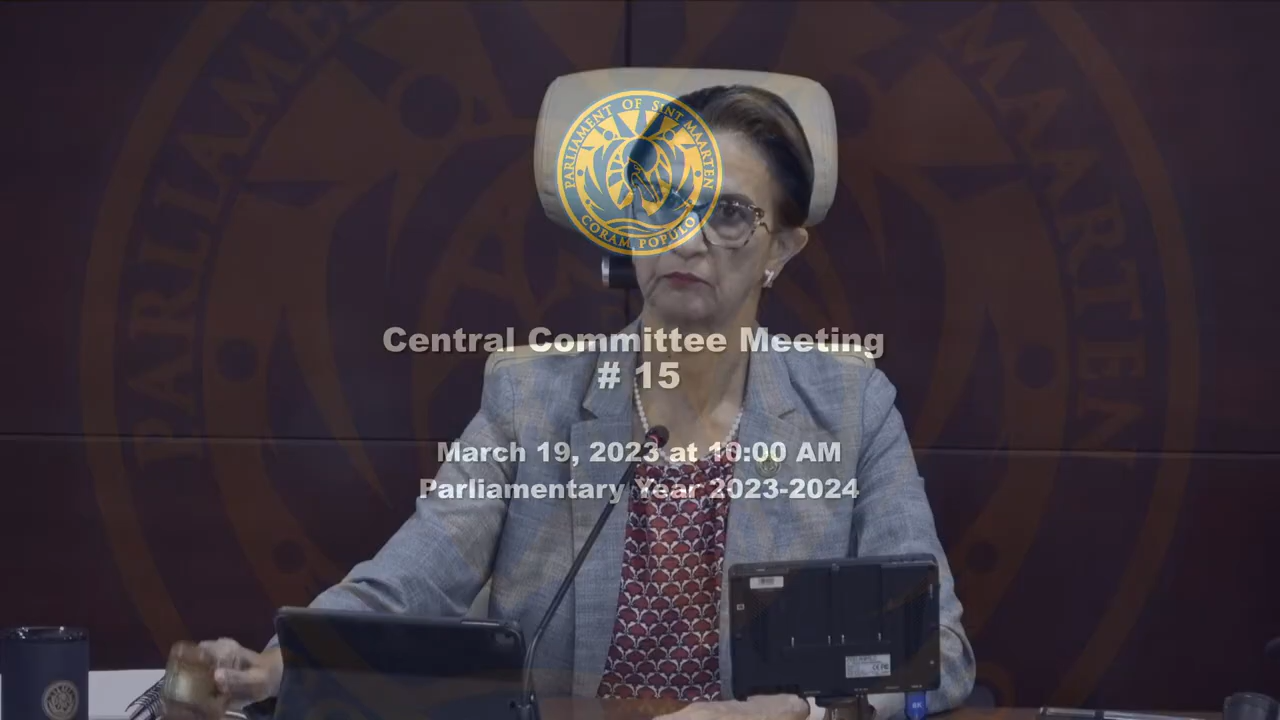 PARLIAMENT OF SINT MAARTEN
CORAM POPULO
Central Committee Meeting
# 15
March 19, 2023 at 10:00 AM
Parliamentary Year 2023-2024